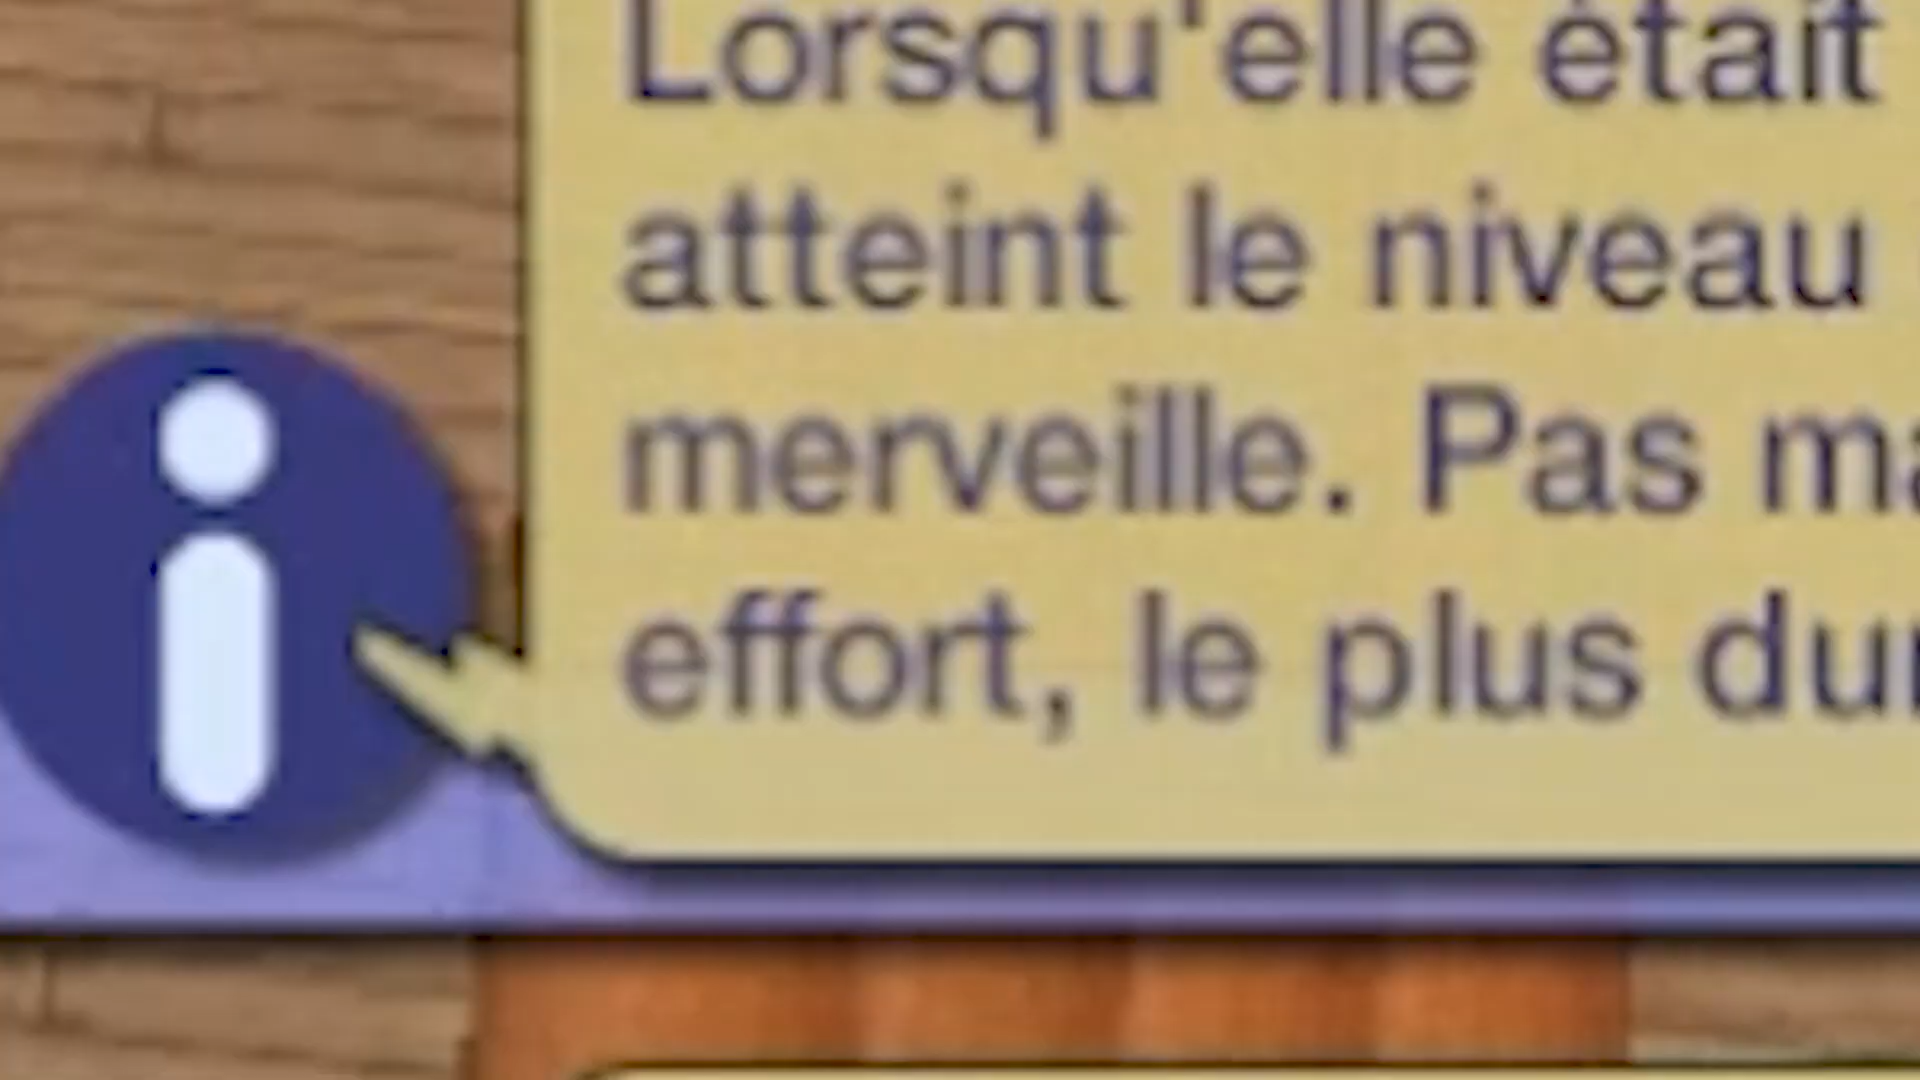 Lorsqu'elle était
atteint le niveau
merveille. Pas
effort, le plus